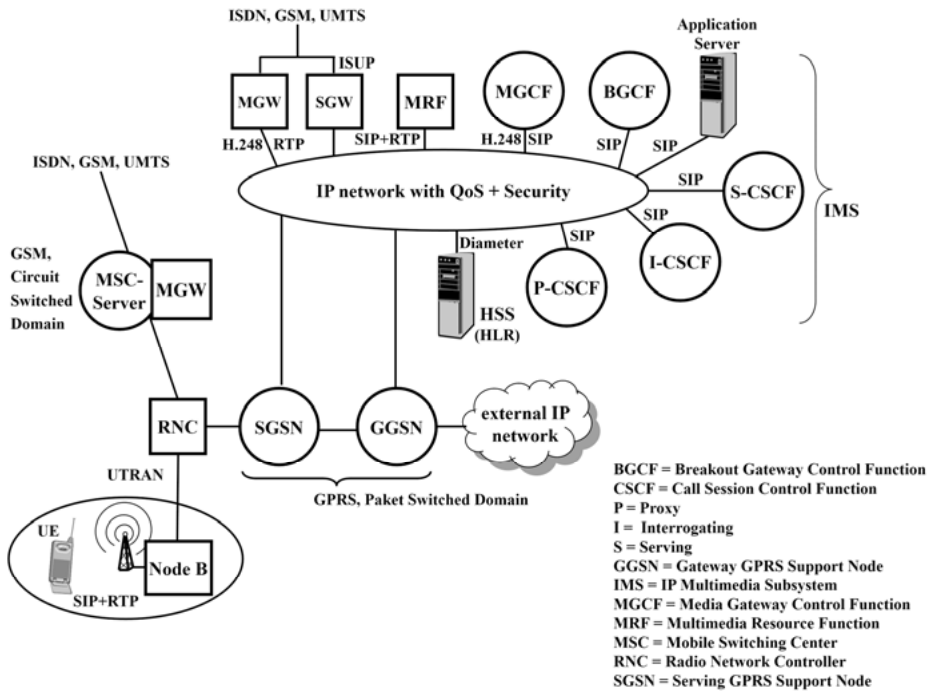 ISDN, GSM, UMTS
ISUP
MGW
SGW
MRF
MGCF
BGCF
Application
Server
H.248
RTP
SIP+RTP
H.248
SIP
SIP
SIP
IP network with QoS + Security
SIP
S-CSCF
IMS
SIP
I-CSCF
SIP
P-CSCF
Diameter
HSS
(HLR)
ISDN, GSM, UMTS
GSM,
Circuit
Switched
Domain
MSC-
Server
MGW
RNC
SGSN
GGSN
external IP
network
UTRAN
GPRS, Paket Switched Domain
UE
Node B
SIP+RTP
BGCF = Breakout Gateway Control Function
CSCF = Call Session Control Function
P = Proxy
I = Interrogating
S = Serving
GGSN = Gateway GPRS Support Node
IMS = IP Multimedia Subsystem
MGCF = Media Gateway Control Function
MRF = Multimedia Resource Function
MSC = Mobile Switching Center
RNC = Radio Network Controller
SGSN = Serving GPRS Support Node